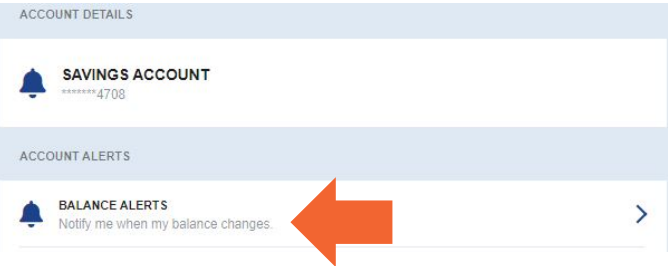 ACCOUNT DETAILS
SAVINGS ACCOUNT
*******4708
ACCOUNT ALERTS
BALANCE ALERTS
Notify me when my balance changes.